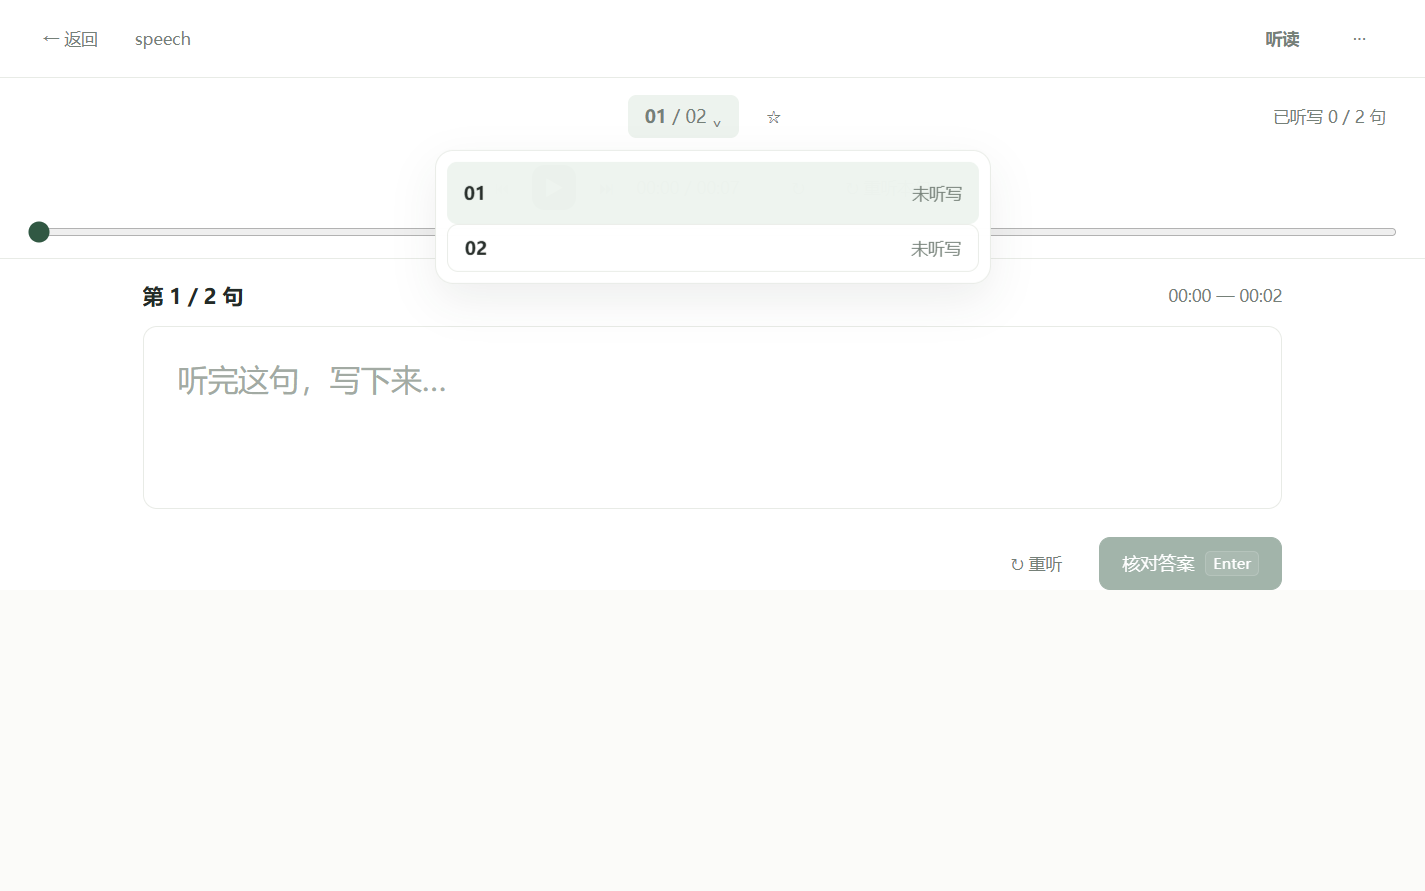 ← 返回 speech 听读 ...
01 / 02 ⌄ ☆ 已听写 0 / 2 句
01 未听写
02 未听写
第 1 / 2 句 00:00 — 00:02
听完这句，写下来...
↻ 重听 核对答案 Enter